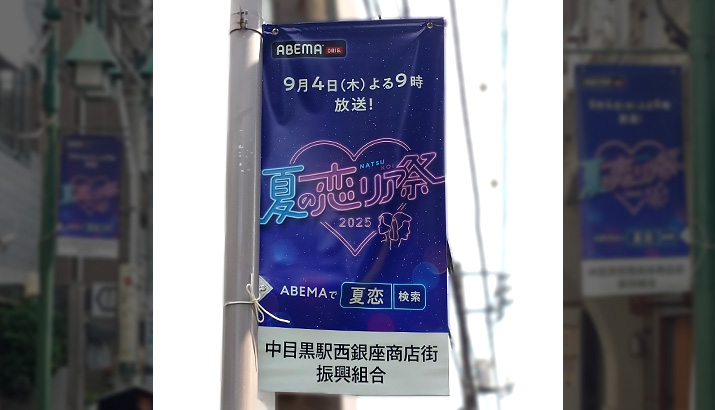 ABEMA
9月4日(木)よる9時
放送!
NATSU
KOI
夏の恋リア祭
2025
ABEMAで 夏恋 検索
中目黒駅西銀座商店街
振興組合